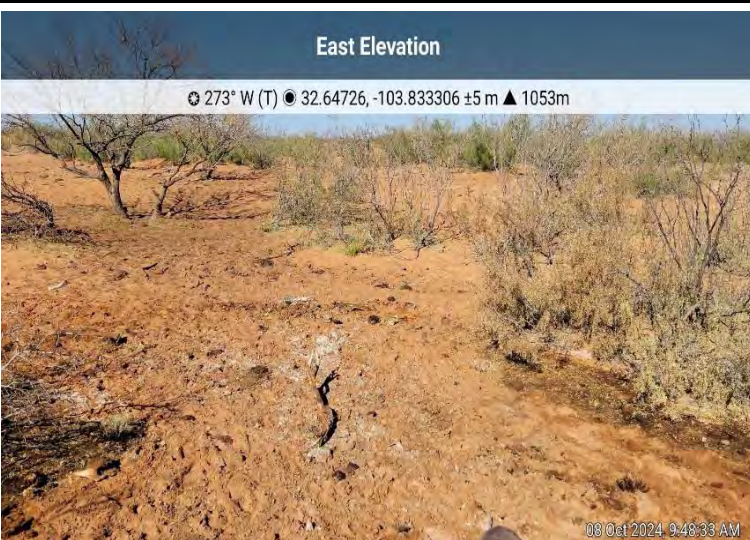 East Elevation
273° W (T) 32.64726, -103.833306 ±5 m ▲ 1053m
08 Oct 2024, 9:48:33 AM